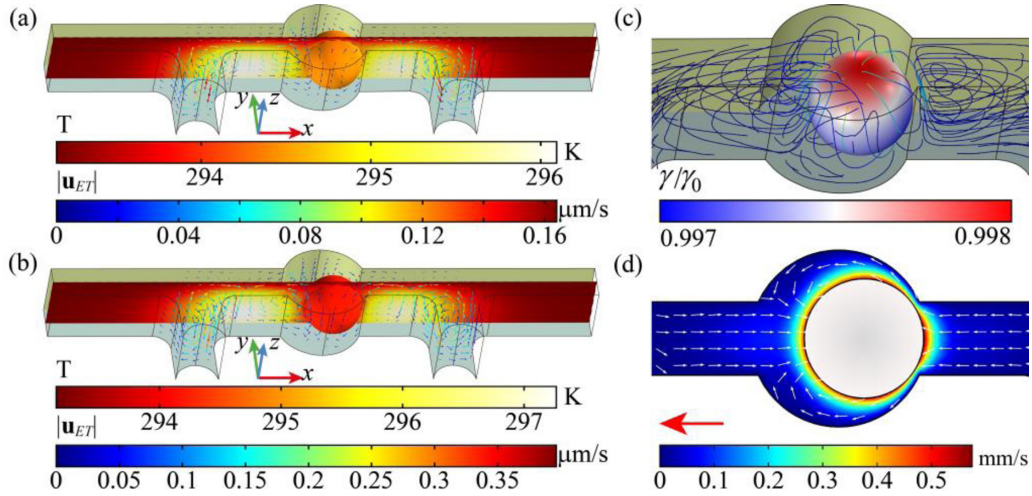 (a)
y
z
x
T
K
294
295
296
|u_ET|
μm/s
0
0.04
0.08
0.12
0.16
(b)
y
z
x
T
K
294
295
296
297
|u_ET|
μm/s
0
0.05
0.1
0.15
0.2
0.25
0.3
0.35
(c)
γ/γ₀
0.997
0.998
(d)
0
0.1
0.2
0.3
0.4
0.5
mm/s